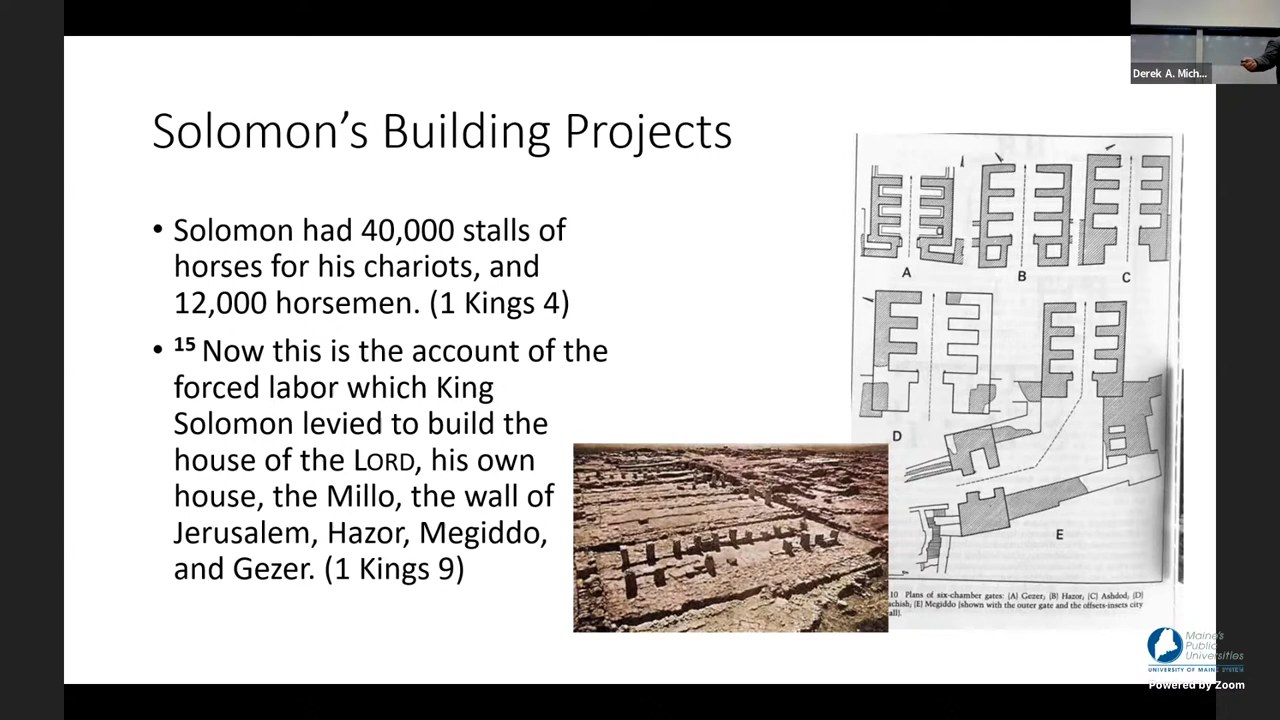 Derek A. Mich...
Solomon's Building Projects
• Solomon had 40,000 stalls of
horses for his chariots, and
12,000 horsemen. (1 Kings 4)
• 15 Now this is the account of the
forced labor which King
Solomon levied to build the
house of the LORD, his own
house, the Millo, the wall of
Jerusalem, Hazor, Megiddo,
and Gezer. (1 Kings 9)
A
B
C
D
E
10 Plans of six-chamber gates: (A) Gezer; (B) Hazor; (C) Ashdod; (D)
achish; (E) Megiddo (shown with the outer gate and the offsets-insets city
all).
Maine's
Public
Universities
UNIVERSITY OF MAINE SYSTEM
Powered by Zoom